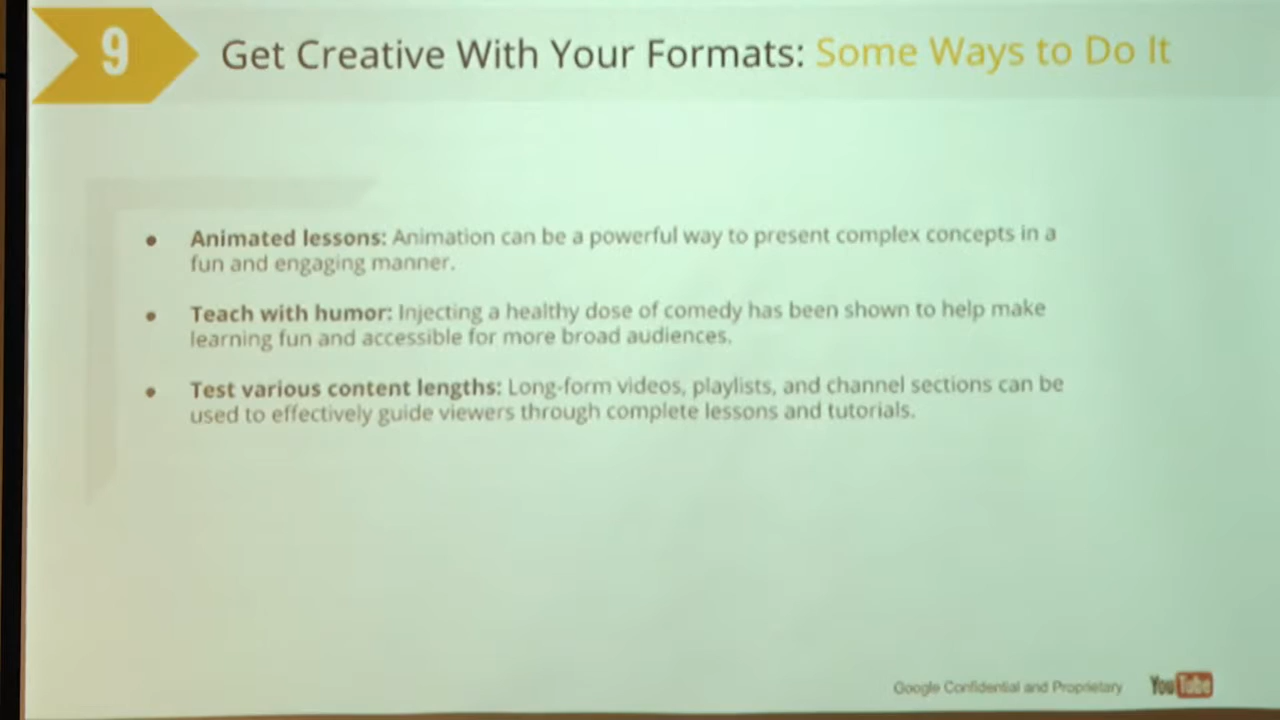 9
Get Creative With Your Formats: Some Ways to Do It
• Animated lessons: Animation can be a powerful way to present complex concepts in a
fun and engaging manner.
• Teach with humor: Injecting a healthy dose of comedy has been shown to help make
learning fun and accessible for more broad audiences.
• Test various content lengths: Long-form videos, playlists, and channel sections can be
used to effectively guide viewers through complete lessons and tutorials.
Google Confidential and Proprietary
YouTube